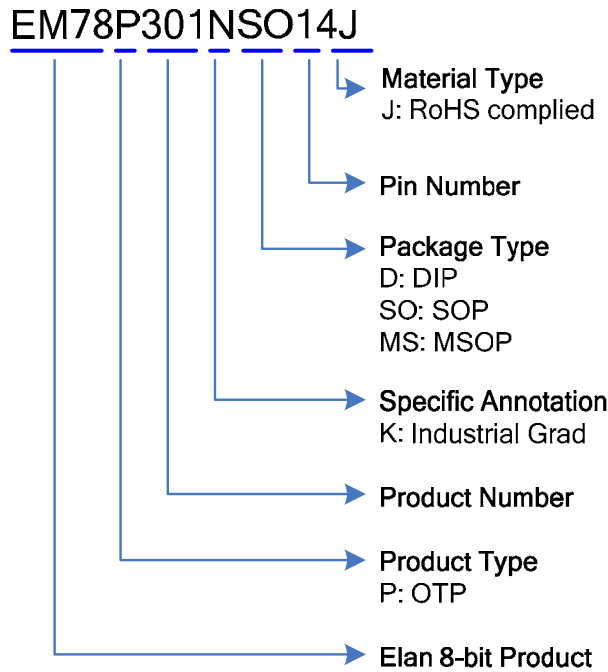 EM78P301NSO14J
Material Type
J: RoHS complied
Pin Number
Package Type
D: DIP
SO: SOP
MS: MSOP
Specific Annotation
K: Industrial Grad
Product Number
Product Type
P: OTP
Elan 8-bit Product